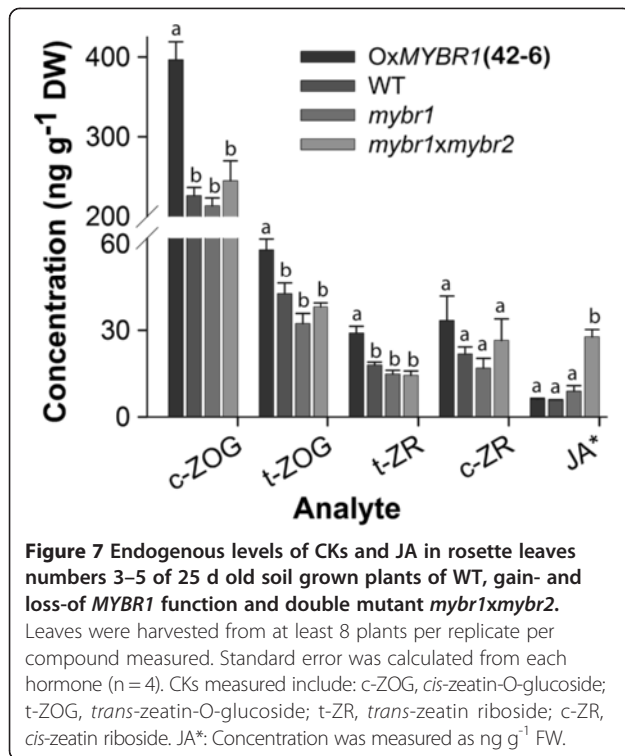 a
400
OxMYBR1(42-6)
WT
mybr1
mybr1xmybr2
300
b b b
200
60
a
b b b
30
a
b b b
a a a a
a a a b
0
Concentration (ng g⁻¹ DW)
c-ZOG t-ZOG t-ZR c-ZR JA*
Analyte
Figure 7 Endogenous levels of CKs and JA in rosette leaves
numbers 3–5 of 25 d old soil grown plants of WT, gain- and
loss-of MYBR1 function and double mutant mybr1xmybr2.
Leaves were harvested from at least 8 plants per replicate per
compound measured. Standard error was calculated from each
hormone (n = 4). CKs measured include: c-ZOG, cis-zeatin-O-glucoside;
t-ZOG, trans-zeatin-O-glucoside; t-ZR, trans-zeatin riboside; c-ZR,
cis-zeatin riboside. JA*: Concentration was measured as ng g⁻¹ FW.